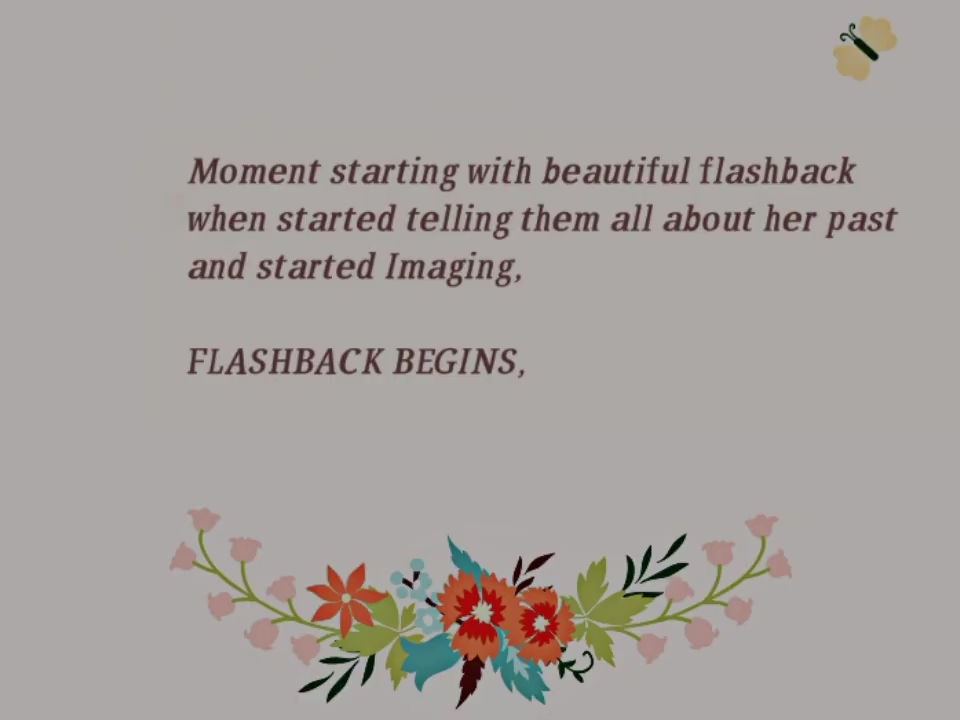 Moment starting with beautiful flashback
when started telling them all about her past
and started Imaging,
FLASHBACK BEGINS,